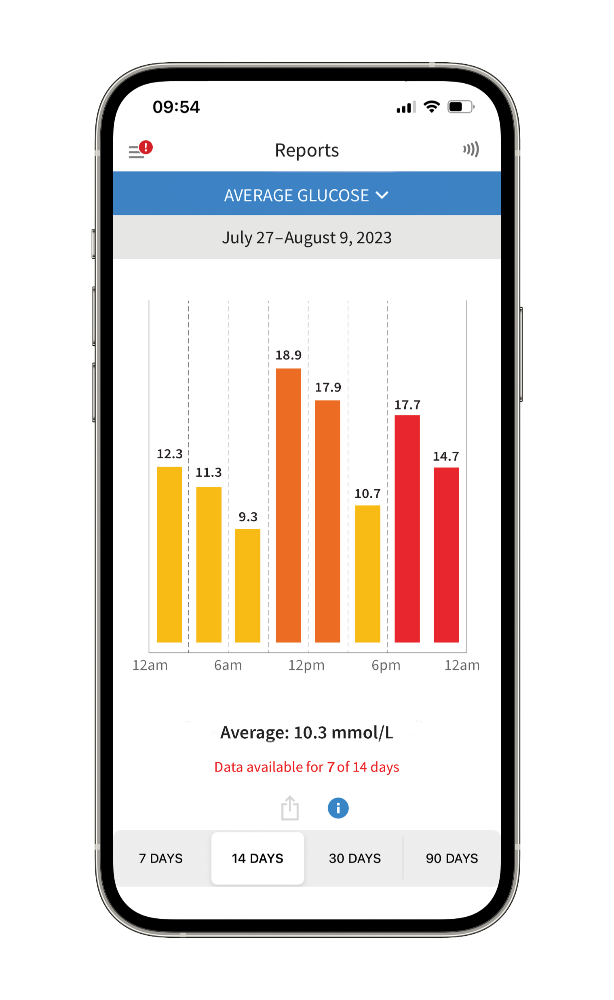 09:54
!
Reports
AVERAGE GLUCOSE
July 27–August 9, 2023
18.9
17.9
17.7
12.3
14.7
11.3
10.7
9.3
12am 6am 12pm 6pm 12am
Average: 10.3 mmol/L
Data available for 7 of 14 days
i
7 DAYS 14 DAYS 30 DAYS 90 DAYS